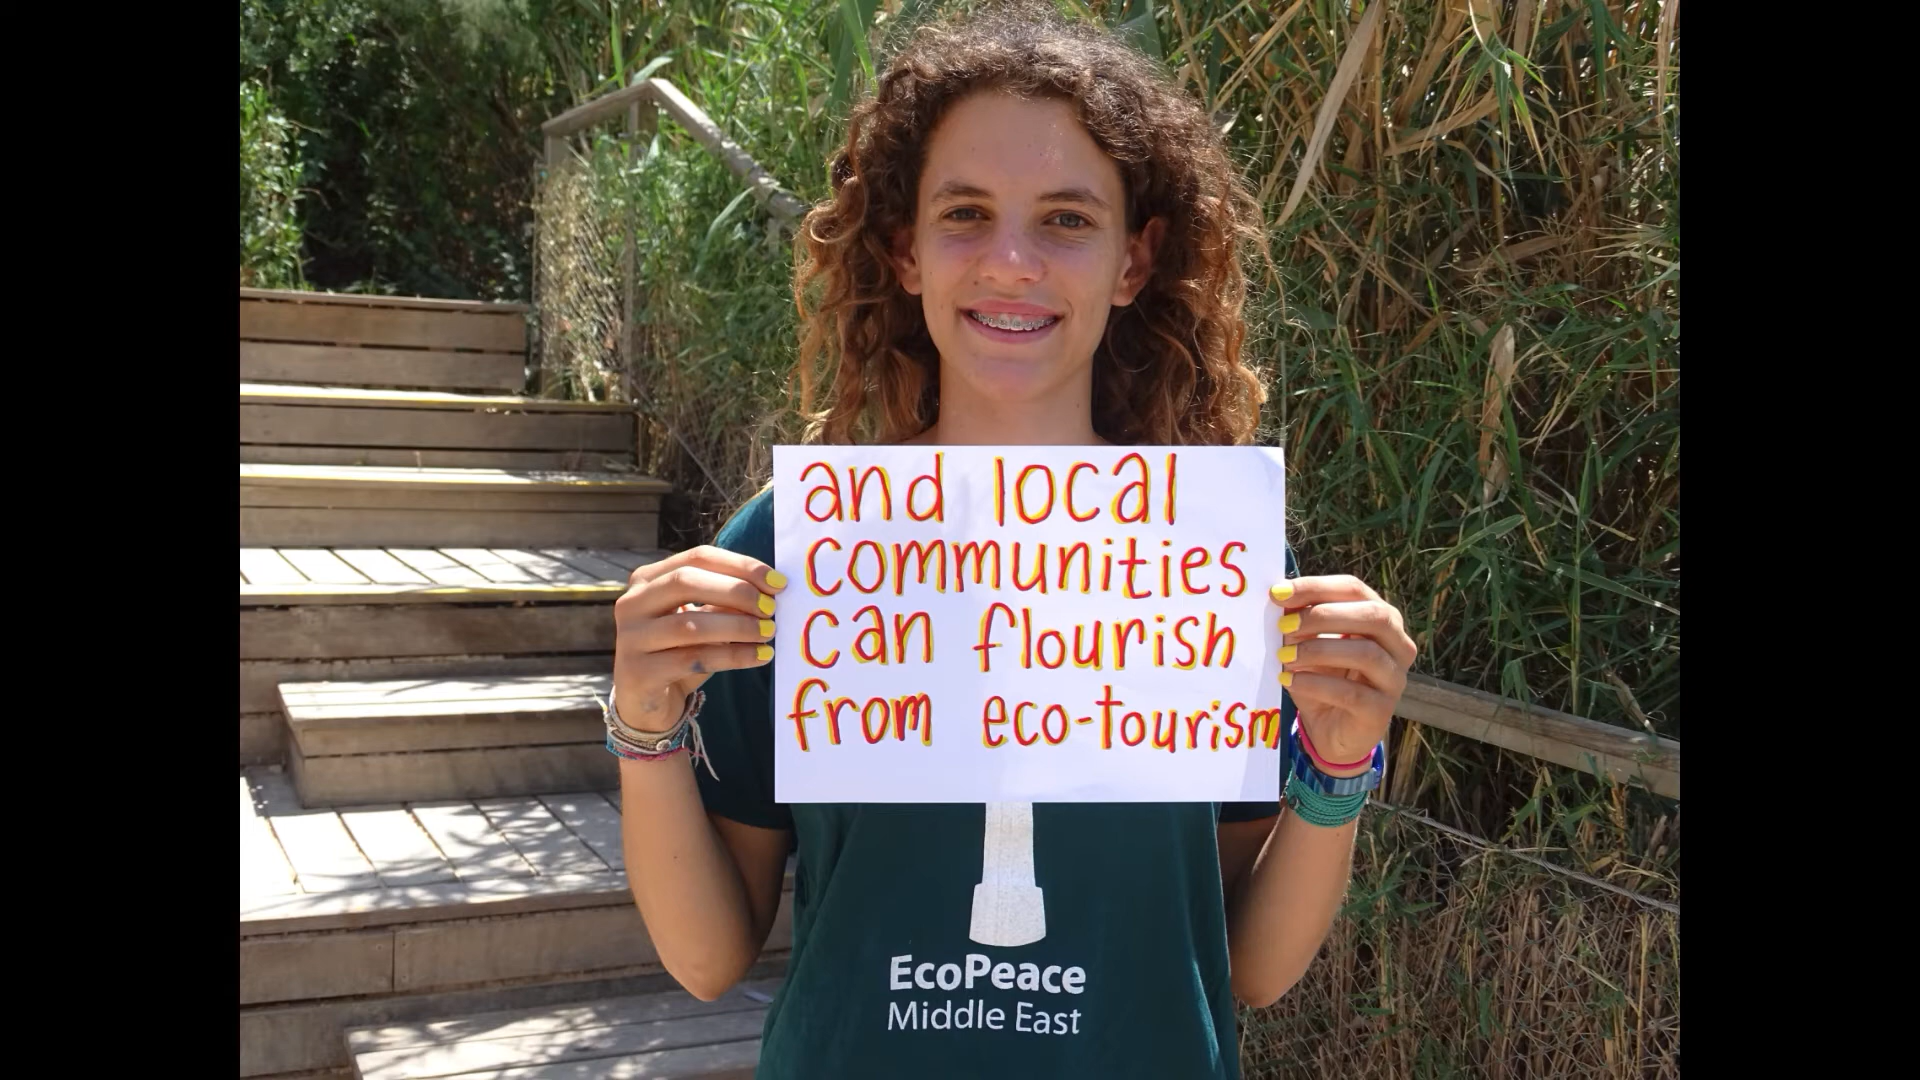 and local
communities
can flourish
from eco-tourism
EcoPeace
Middle East